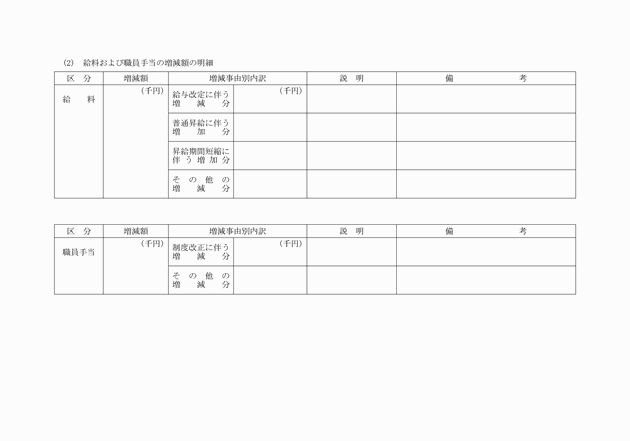 (2) 給料および職員手当の増減額の明細
区 分 増減額 増減事由別内訳 説 明 備 考
給 料 (千円) 給与改定に伴う (千円)
増 減 分
普通昇給に伴う
増 加 分
昇給期間短縮に
伴 う 増 加 分
そ の 他 の
増 減 分
区 分 増減額 増減事由別内訳 説 明 備 考
職員手当 (千円) 制度改正に伴う (千円)
増 減 分
そ の 他 の
増 減 分